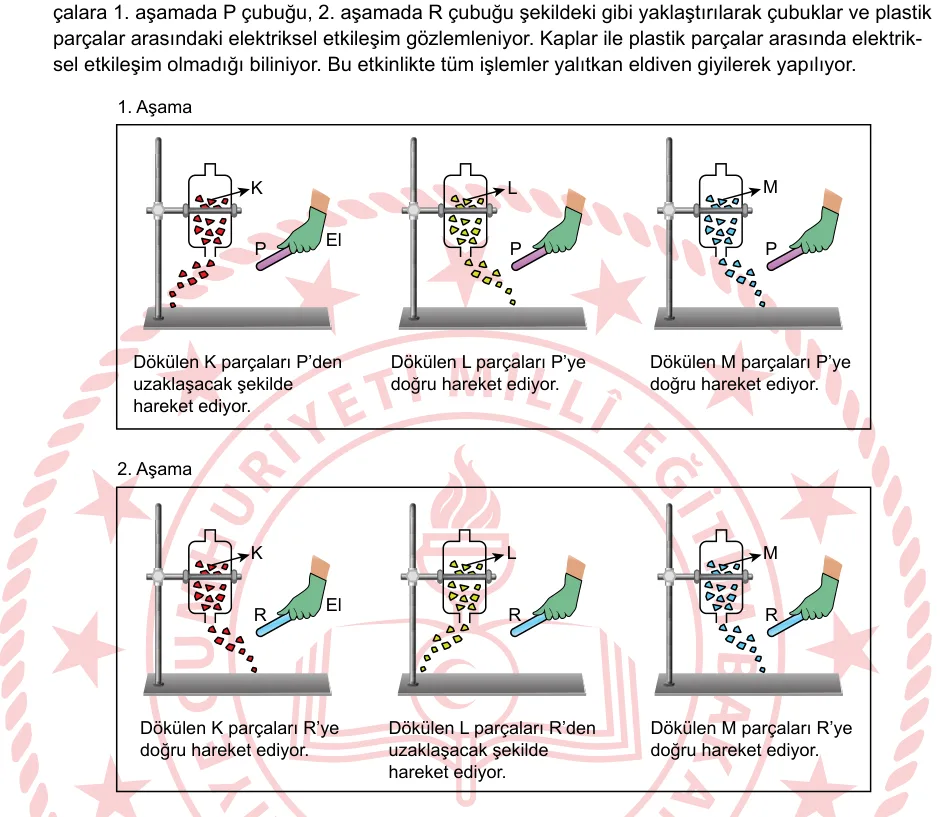 çalara 1. aşamada P çubuğu, 2. aşamada R çubuğu şekildeki gibi yaklaştırılarak çubuklar ve plastik
parçalar arasındaki elektriksel etkileşim gözlemleniyor. Kaplar ile plastik parçalar arasında elektrik-
sel etkileşim olmadığı biliniyor. Bu etkinlikte tüm işlemler yalıtkan eldiven giyilerek yapılıyor.
1. Aşama
K
P
El
L
P
M
P
Dökülen K parçaları P’den
uzaklaşacak şekilde
hareket ediyor.
Dökülen L parçaları P’ye
doğru hareket ediyor.
Dökülen M parçaları P’ye
doğru hareket ediyor.
2. Aşama
K
R
El
L
R
M
R
Dökülen K parçaları R’ye
doğru hareket ediyor.
Dökülen L parçaları R’den
uzaklaşacak şekilde
hareket ediyor.
Dökülen M parçaları R’ye
doğru hareket ediyor.